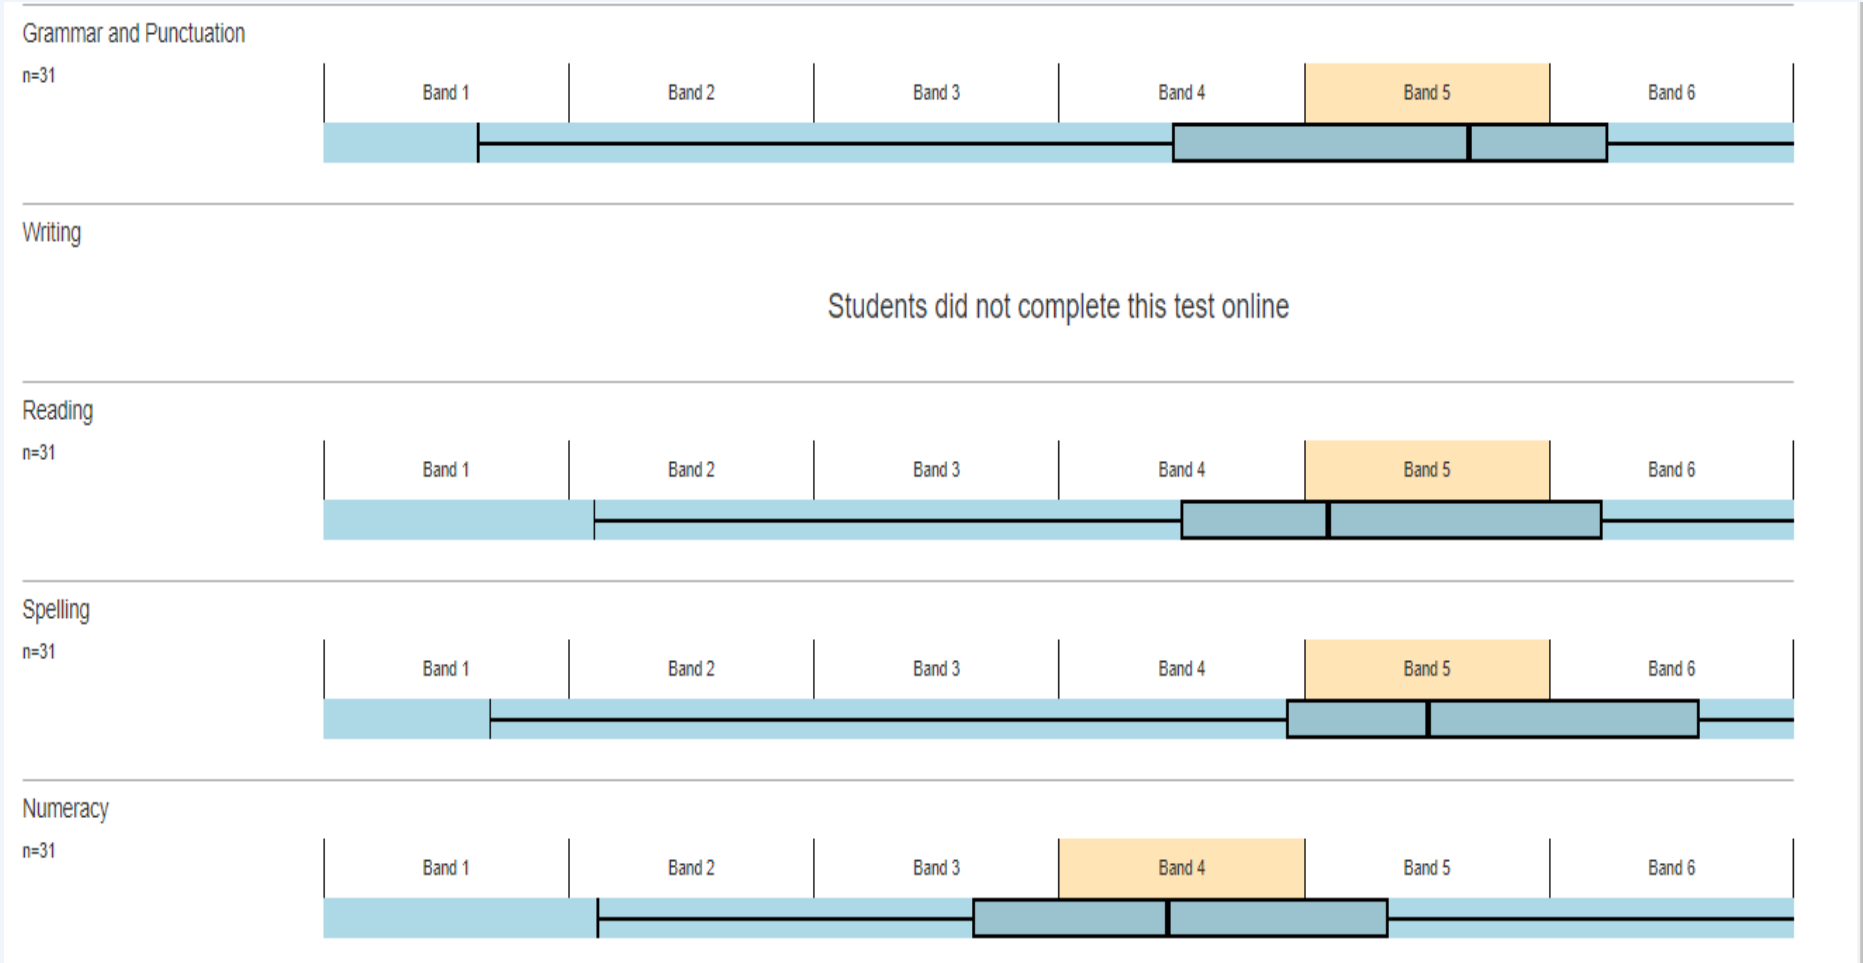 Grammar and Punctuation
n=31
Band 1 Band 2 Band 3 Band 4 Band 5 Band 6
Writing
Students did not complete this test online
Reading
n=31
Band 1 Band 2 Band 3 Band 4 Band 5 Band 6
Spelling
n=31
Band 1 Band 2 Band 3 Band 4 Band 5 Band 6
Numeracy
n=31
Band 1 Band 2 Band 3 Band 4 Band 5 Band 6